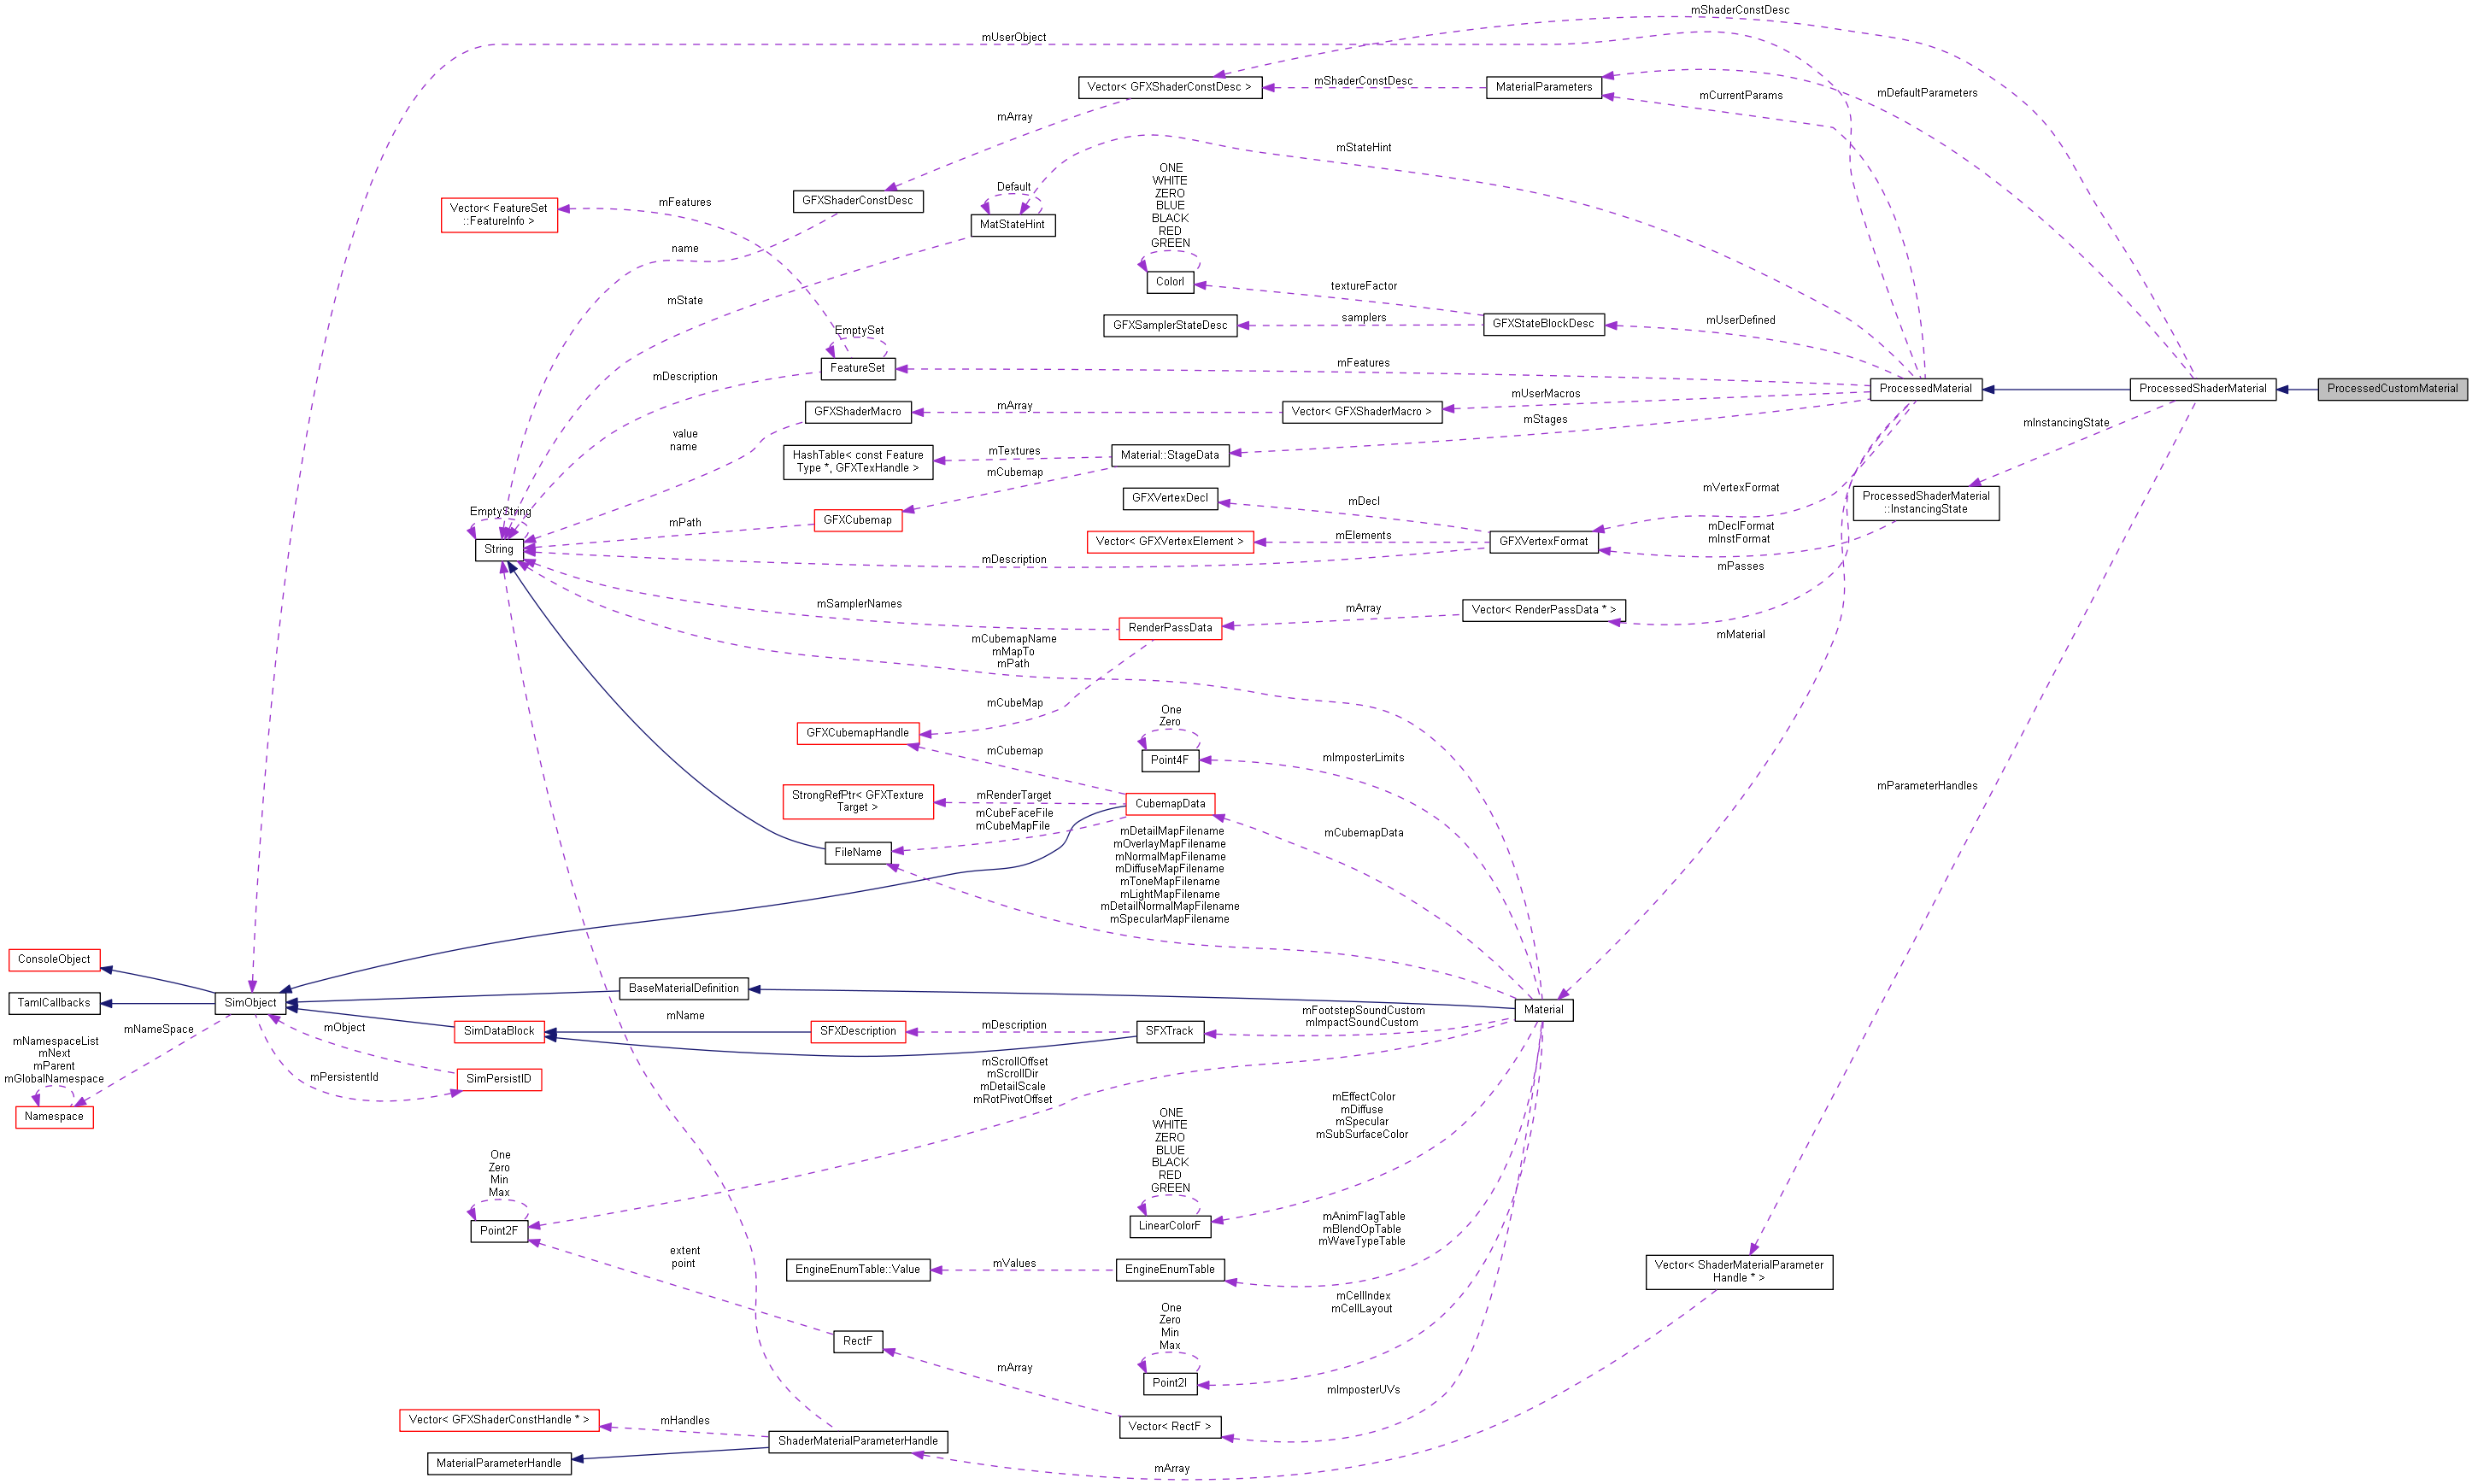 mShaderConstDesc
mUserObject
Vector< GFXShaderConstDesc >
mShaderConstDesc
MaterialParameters
mCurrentParams
mDefaultParameters
mArray
mStateHint
ONE
WHITE
ZERO
BLUE
BLACK
RED
GREEN
Default
GFXShaderConstDesc
Vector< FeatureSet
::FeatureInfo >
mFeatures
MatStateHint
name
ColorI
textureFactor
mState
GFXSamplerStateDesc
samplers
GFXStateBlockDesc
mUserDefined
EmptySet
FeatureSet
mFeatures
mDescription
ProcessedMaterial
ProcessedShaderMaterial
ProcessedCustomMaterial
GFXShaderMacro
mArray
Vector< GFXShaderMacro >
mUserMacros
mStages
mInstancingState
value
name
HashTable< const Feature
Type *, GFXTexHandle >
mTextures
Material::StageData
mCubemap
mVertexFormat
ProcessedShaderMaterial
::InstancingState
GFXVertexDecl
mDecl
EmptyString
mPath
GFXCubemap
mDeclFormat
mInstFormat
Vector< GFXVertexElement >
mElements
GFXVertexFormat
String
mDescription
mPasses
mSamplerNames
mArray
Vector< RenderPassData * >
RenderPassData
mMaterial
mCubemapName
mMapTo
mPath
mCubeMap
One
Zero
GFXCubemapHandle
mCubemap
Point4F
mImposterLimits
mParameterHandles
StrongRefPtr< GFXTexture
Target >
mRenderTarget
CubemapData
mCubeFaceFile
mCubeMapFile
mCubemapData
mDetailMapFilename
mOverlayMapFilename
mNormalMapFilename
mDiffuseMapFilename
mToneMapFilename
mLightMapFilename
mDetailNormalMapFilename
mSpecularMapFilename
FileName
ConsoleObject
TamlCallbacks
SimObject
BaseMaterialDefinition
Material
mNameSpace
mObject
SimDataBlock
mName
SFXDescription
mDescription
SFXTrack
mFootstepSoundCustom
mImpactSoundCustom
mNamespaceList
mNext
mParent
mGlobalNamespace
mPersistentId
SimPersistID
mScrollOffset
mScrollDir
mDetailScale
mRotPivotOffset
Namespace
mEffectColor
mDiffuse
mSpecular
mSubSurfaceColor
ONE
WHITE
ZERO
BLUE
BLACK
RED
GREEN
One
Zero
Min
Max
Point2F
LinearColorF
mAnimFlagTable
mBlendOpTable
mWaveTypeTable
extent
point
EngineEnumTable::Value
mValues
EngineEnumTable
Vector< ShaderMaterialParameter
Handle * >
mCellIndex
mCellLayout
One
Zero
Min
Max
RectF
mArray
Point2I
mImposterUVs
Vector< GFXShaderConstHandle * >
mHandles
Vector< RectF >
ShaderMaterialParameterHandle
MaterialParameterHandle
mArray